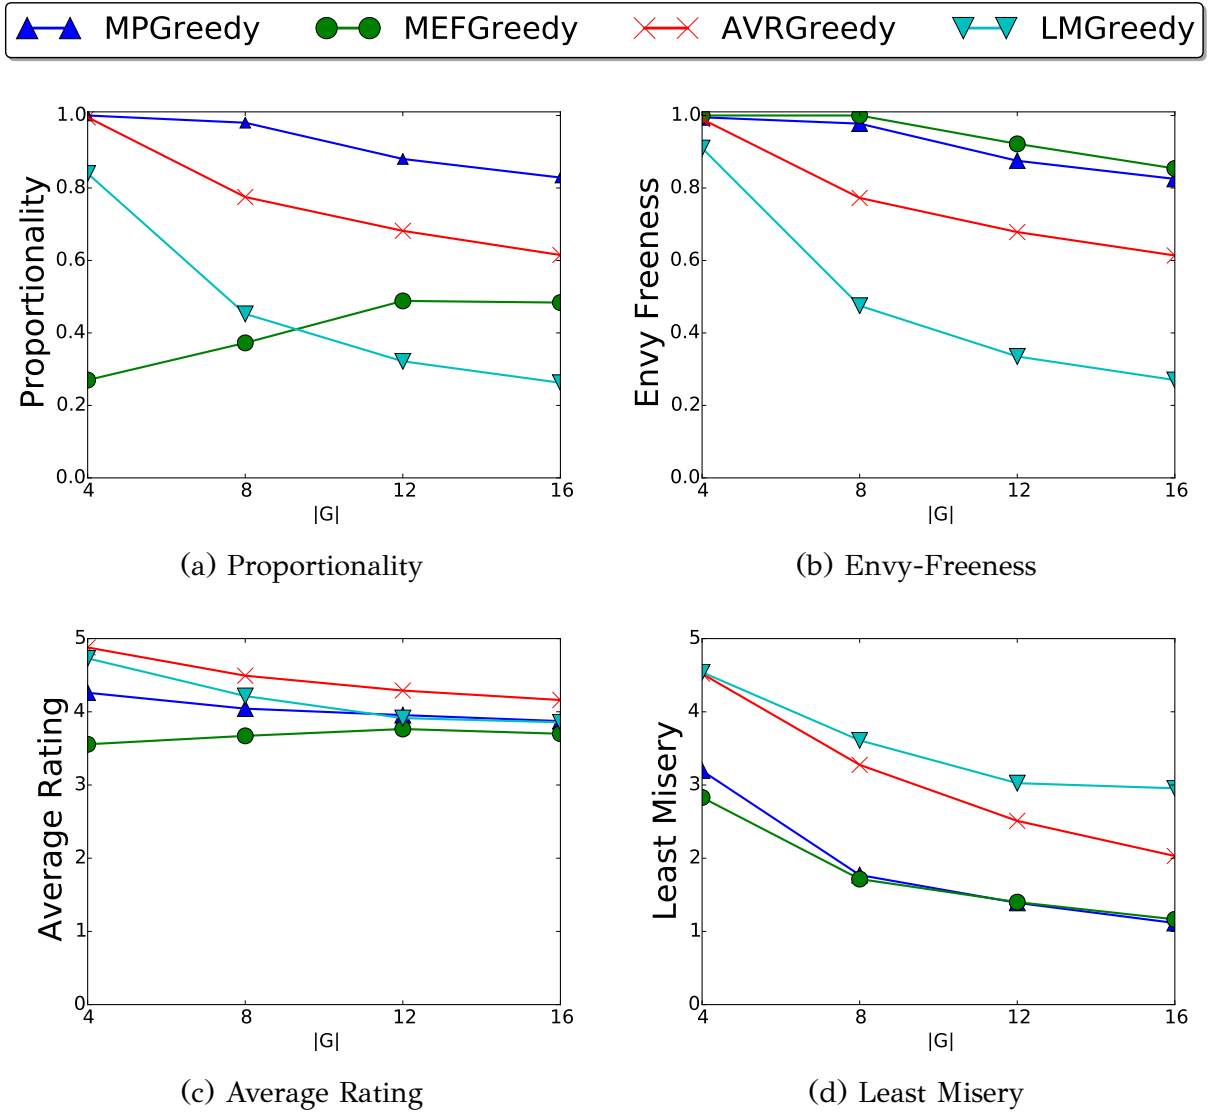 MPGreedy MEFGreedy AVRGreedy LMGreedy
Proportionality
1.0
0.8
0.6
0.4
0.2
0.0
4 8 12 16
|G|
(a) Proportionality
Envy Freeness
1.0
0.8
0.6
0.4
0.2
0.0
4 8 12 16
|G|
(b) Envy-Freeness
Average Rating
5
4
3
2
1
0
4 8 12 16
|G|
(c) Average Rating
Least Misery
5
4
3
2
1
0
4 8 12 16
|G|
(d) Least Misery